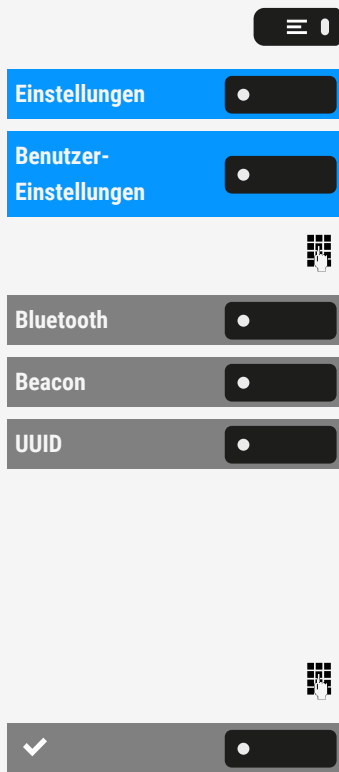 Einstellungen
Benutzer-
Einstellungen
Bluetooth
Beacon
UUID